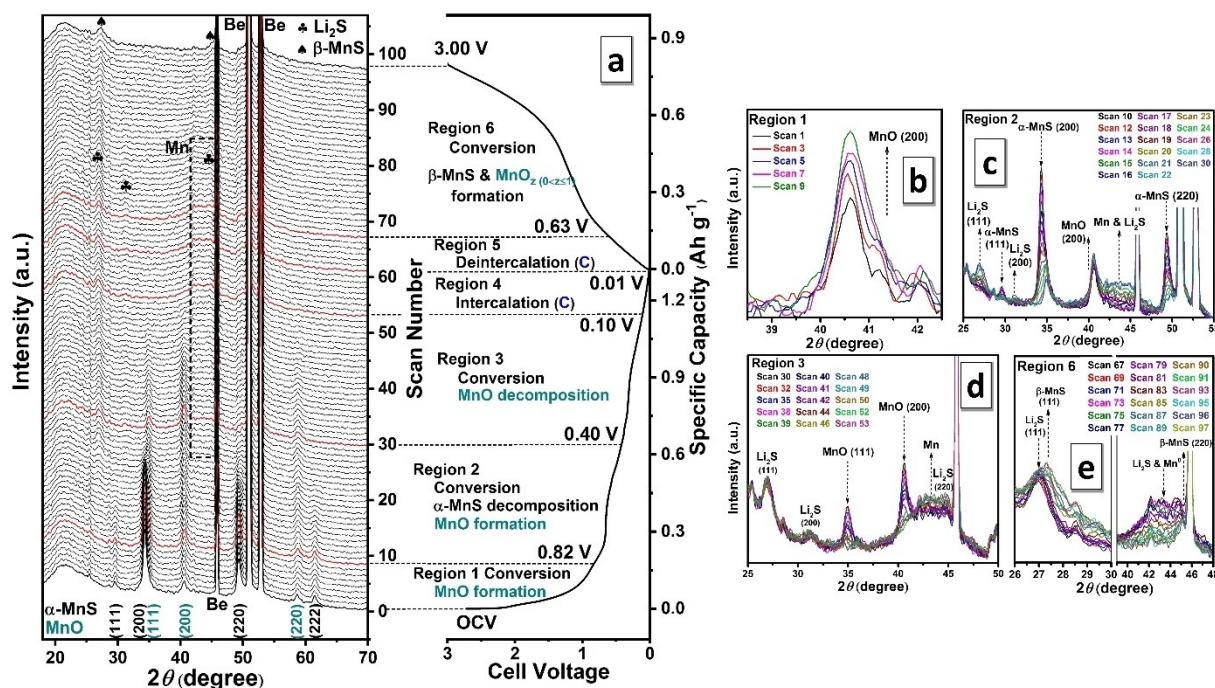 Be
Be
♣ Li2S
♠ β-MnS
Mn
Be
α-MnS
MnO
(111)
(200)
(111)
(200)
(220)
(220)
(222)
20 30 40 50 60 70
2θ (degree)
Intensity (a.u.)
100
90
80
70
60
50
40
30
20
10
0
Scan Number
a
3.00 V
Region 6
Conversion
β-MnS & MnOz (0<z≤1)
formation
0.63 V
Region 5
Deintercalation (C)
0.01 V
Region 4
Intercalation (C)
0.10 V
Region 3
Conversion
MnO decomposition
0.40 V
Region 2
Conversion
α-MnS decomposition
MnO formation
0.82 V
Region 1 Conversion
MnO formation
OCV
3 2 1 0
Cell Voltage
0.9
0.6
0.3
0.0
1.2
0.9
0.6
0.3
0.0
Specific Capacity (Ah g-1)
Region 1
Scan 1
Scan 3
Scan 5
Scan 7
Scan 9
MnO (200)
b
Intensity (a.u.)
39 40 41 42
2θ (degree)
Region 2
c
α-MnS (200)
Scan 10 Scan 17 Scan 23
Scan 12 Scan 18 Scan 24
Scan 13 Scan 19 Scan 26
Scan 14 Scan 20 Scan 28
Scan 15 Scan 21 Scan 30
Scan 16 Scan 22
α-MnS (220)
Li2S
(111)
α-MnS
(111)
Li2S
(200)
MnO
(200)
Mn & Li2S
Intensity (a.u.)
25 30 35 40 45 50 55
2θ (degree)
Region 3
d
Scan 30 Scan 40 Scan 48
Scan 32 Scan 41 Scan 49
Scan 35 Scan 42 Scan 50
Scan 38 Scan 44 Scan 52
Scan 39 Scan 46 Scan 53
MnO (200)
MnO (111)
Li2S
(111)
Li2S
(200)
Mn
Li2S
(220)
Intensity (a.u.)
25 30 35 40 45 50
2θ (degree)
Region 6
Scan 67 Scan 79 Scan 90
Scan 69 Scan 81 Scan 91
Scan 71 Scan 83 Scan 93
Scan 73 Scan 85 Scan 95
Scan 75 Scan 87 Scan 96
Scan 77 Scan 89 Scan 97
β-MnS
(111)
Li2S
(111)
e
β-MnS (220)
Li2S & Mn0
26 27 28 29 30 40 42 44 46 48
2θ (degree)